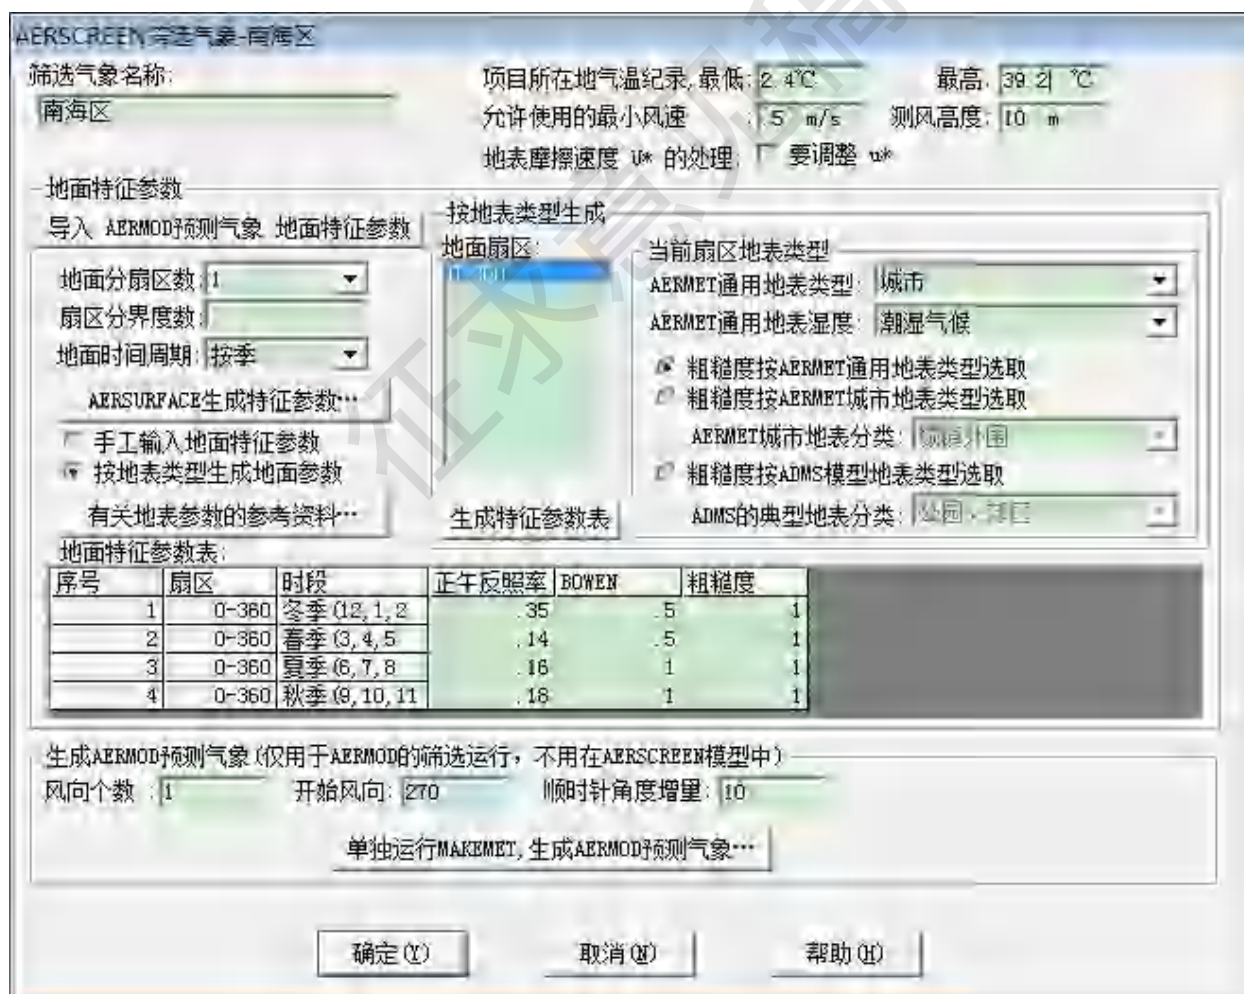 AERSCREEN筛选气象-南海区
筛选气象名称:
南海区
项目所在地气温纪录,最低: 2.4℃ 最高: 39.2 ℃
允许使用的最小风速 : .5 m/s 测风高度: 10 m
地表摩擦速度 U* 的处理: 要调整 u*
地面特征参数
导入 AERMOD预测气象 地面特征参数
地面分扇区数: 1
扇区分界度数:
地面时间周期: 按季
AERSURFACE生成特征参数…
手工输入地面特征参数
按地表类型生成地面参数
有关地表参数的参考资料…
按地表类型生成
地面扇区:
0-360
生成特征参数表
当前扇区地表类型
AERMET通用地表类型: 城市
AERMET通用地表湿度: 潮湿气候
粗糙度按AERMET通用地表类型选取
粗糙度按AERMET城市地表类型选取
AERMET城市地表分类: 城镇外围
粗糙度按ADMS模型地表类型选取
ADMS的典型地表分类: 公园、郊区
地面特征参数表:
序号 扇区 时段 正午反照率 BOWEN 粗糙度
1 0-360 冬季(12,1,2 .35 .5 1
2 0-360 春季(3,4,5 .14 .5 1
3 0-360 夏季(6,7,8 .16 1 1
4 0-360 秋季(9,10,11 .18 1 1
生成AERMOD预测气象(仅用于AERMOD的筛选运行，不用在AERSCREEN模型中)
风向个数 : 1 开始风向: 270 顺时针角度增量: 10
单独运行MAKEMET,生成AERMOD预测气象…
确定(Y) 取消(N) 帮助(H)
征求意见稿